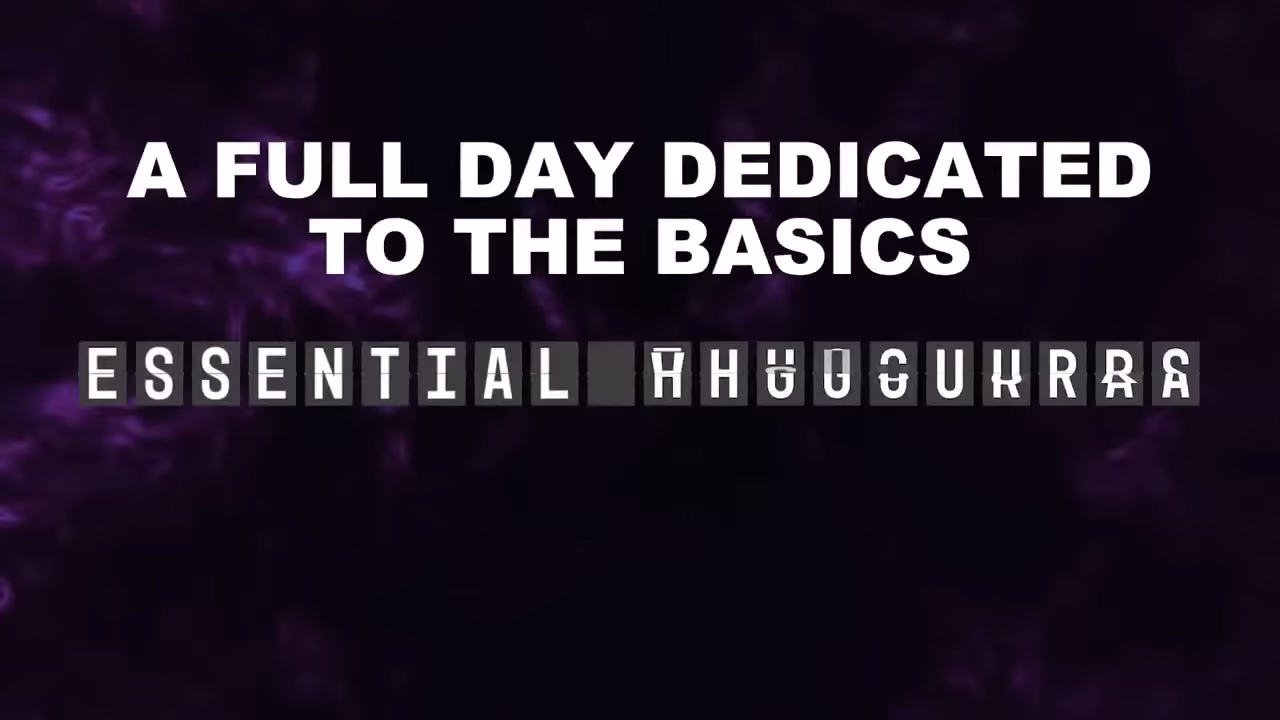 A FULL DAY DEDICATED
TO THE BASICS
ESSENTIAL